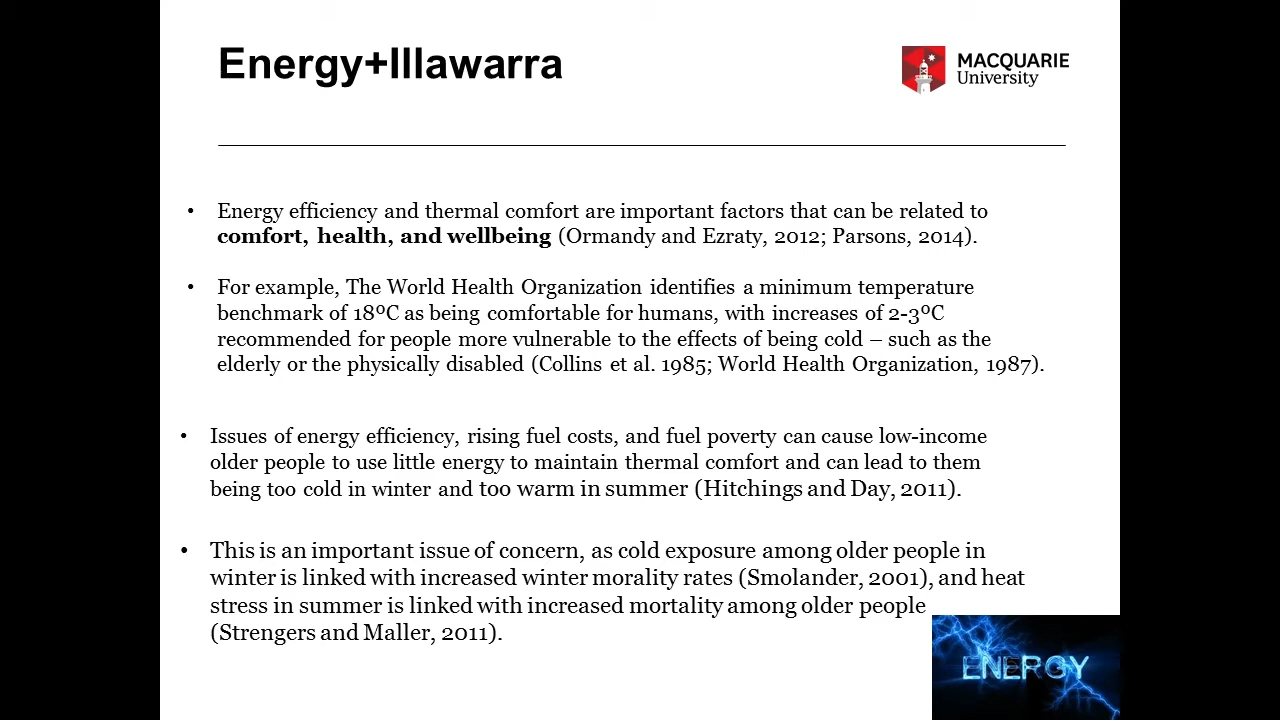 Energy+Illawarra
MACQUARIE
University
• Energy efficiency and thermal comfort are important factors that can be related to
comfort, health, and wellbeing (Ormandy and Ezraty, 2012; Parsons, 2014).
• For example, The World Health Organization identifies a minimum temperature
benchmark of 18ºC as being comfortable for humans, with increases of 2-3ºC
recommended for people more vulnerable to the effects of being cold – such as the
elderly or the physically disabled (Collins et al. 1985; World Health Organization, 1987).
• Issues of energy efficiency, rising fuel costs, and fuel poverty can cause low-income
older people to use little energy to maintain thermal comfort and can lead to them
being too cold in winter and too warm in summer (Hitchings and Day, 2011).
• This is an important issue of concern, as cold exposure among older people in
winter is linked with increased winter morality rates (Smolander, 2001), and heat
stress in summer is linked with increased mortality among older people
(Strengers and Maller, 2011).
ENERGY